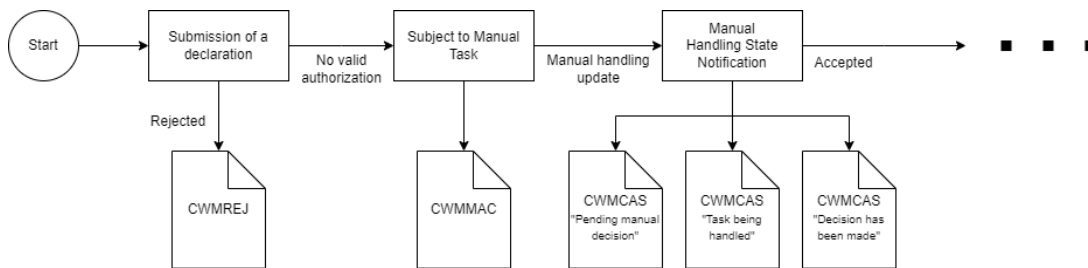 Start
Submission of a
declaration
No valid
authorization
Subject to Manual
Task
Manual handling
update
Manual
Handling State
Notification
Accepted
Rejected
CWMREJ
CWMMAC
CWMCAS
"Pending manual
decision"
CWMCAS
"Task being
handled"
CWMCAS
"Decision has
been made"